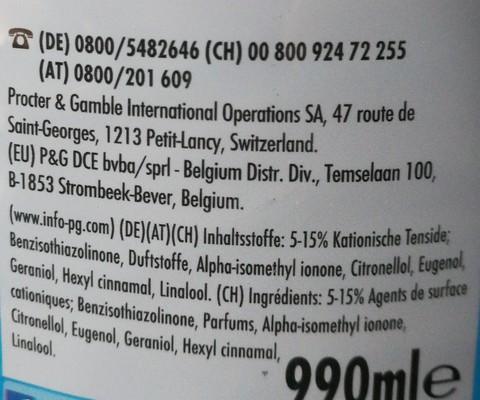 ☎ (DE) 0800/5482646 (CH) 00 800 924 72 255
(AT) 0800/201 609
Procter & Gamble International Operations SA, 47 route de
Saint-Georges, 1213 Petit-Lancy, Switzerland.
(EU) P&G DCE bvba/sprl - Belgium Distr. Div., Temselaan 100,
B-1853 Strombeek-Bever, Belgium.
(www.info-pg.com) (DE)(AT)(CH) Inhaltsstoffe: 5-15% Kationische Tenside;
Benzisothiazolinone, Duftstoffe, Alpha-isomethyl ionone, Citronellol, Eugenol,
Geraniol, Hexyl cinnamal, Linalool. (CH) Ingrédients: 5-15% Agents de surface
cationiques; Benzisothiazolinone, Parfums, Alpha-isomethyl ionone,
Citronellol, Eugenol, Geraniol, Hexyl cinnamal,
Linalool.
990ml℮